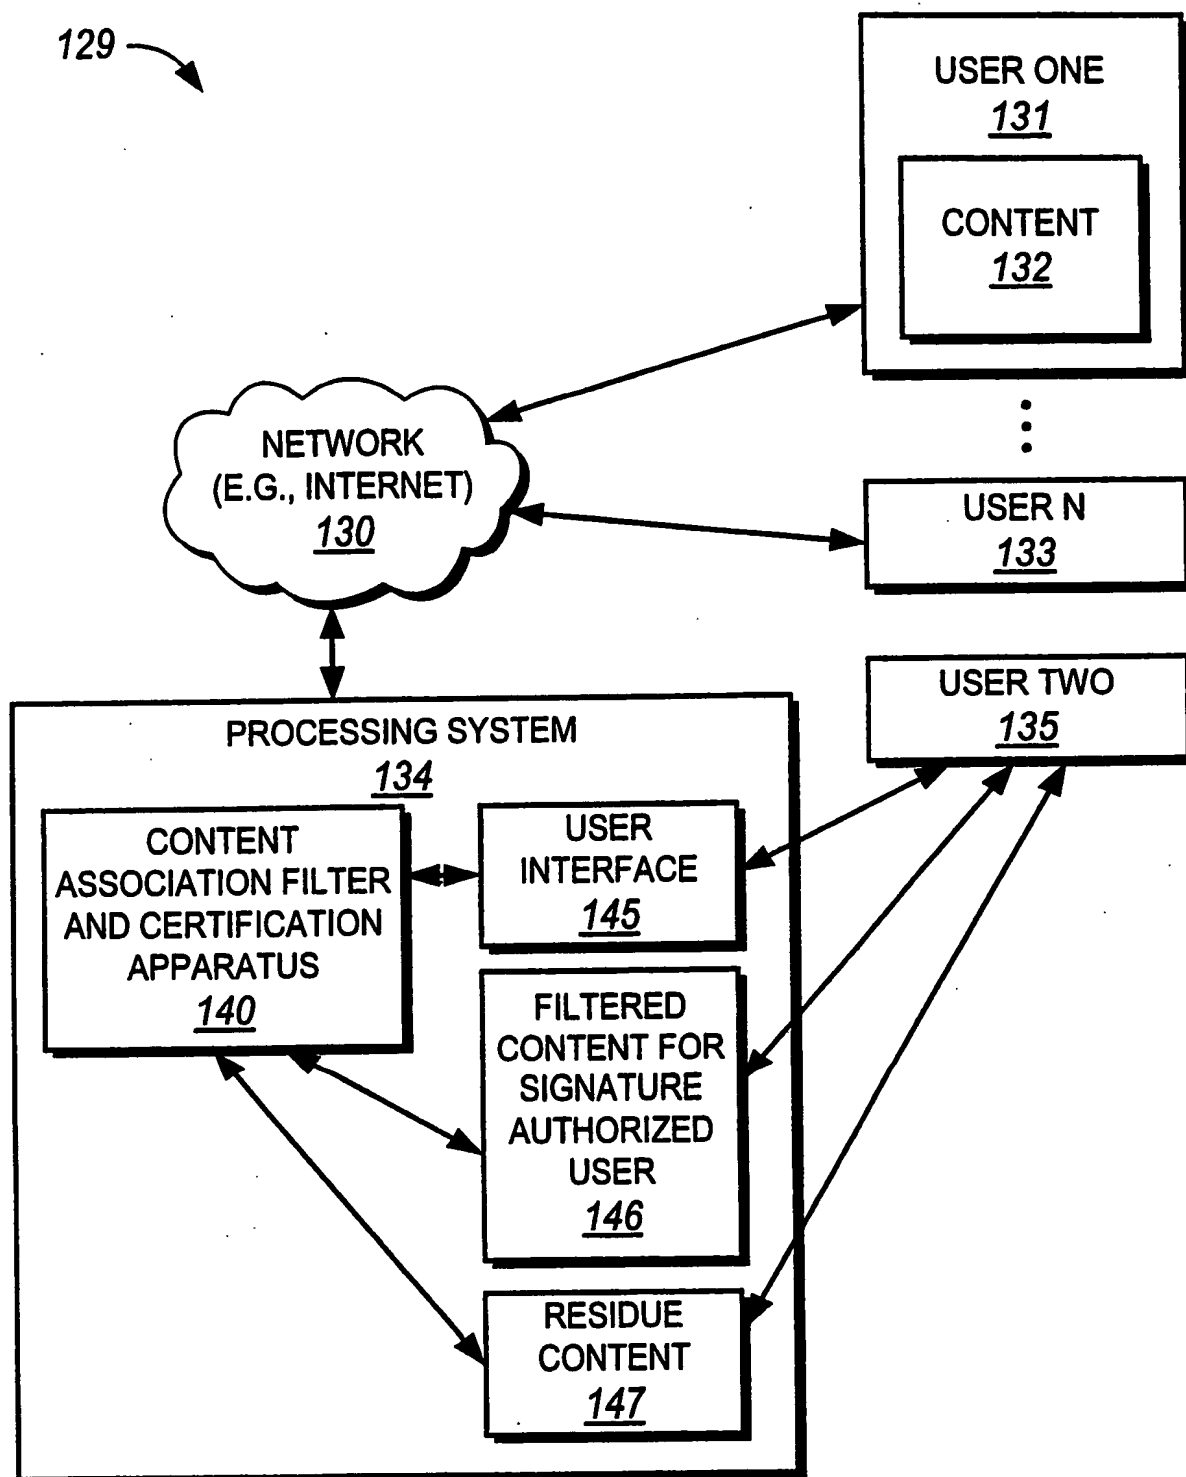 129
USER ONE
131
CONTENT
132
NETWORK
(E.G., INTERNET)
130
USER N
133
USER TWO
135
PROCESSING SYSTEM
134
CONTENT
ASSOCIATION FILTER
AND CERTIFICATION
APPARATUS
140
USER
INTERFACE
145
FILTERED
CONTENT FOR
SIGNATURE
AUTHORIZED
USER
146
RESIDUE
CONTENT
147